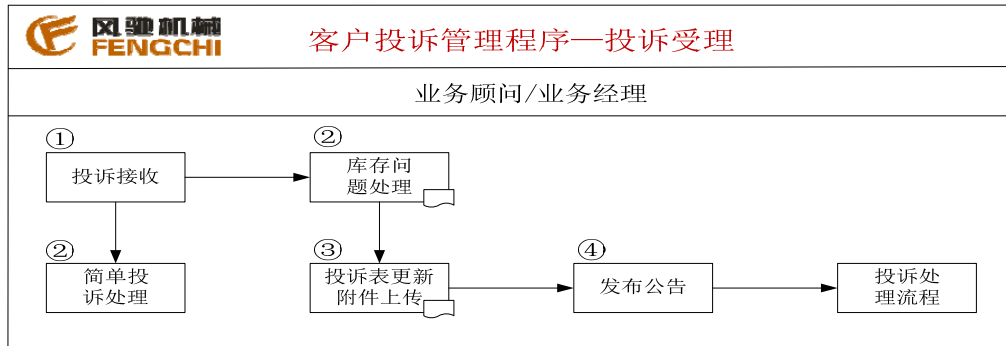 风驰机械
FENGCHI
客户投诉管理程序—投诉受理
业务顾问/业务经理
①
②
投诉接收
库存问
题处理
②
③
④
简单投
诉处理
投诉表更新
附件上传
发布公告
投诉处
理流程